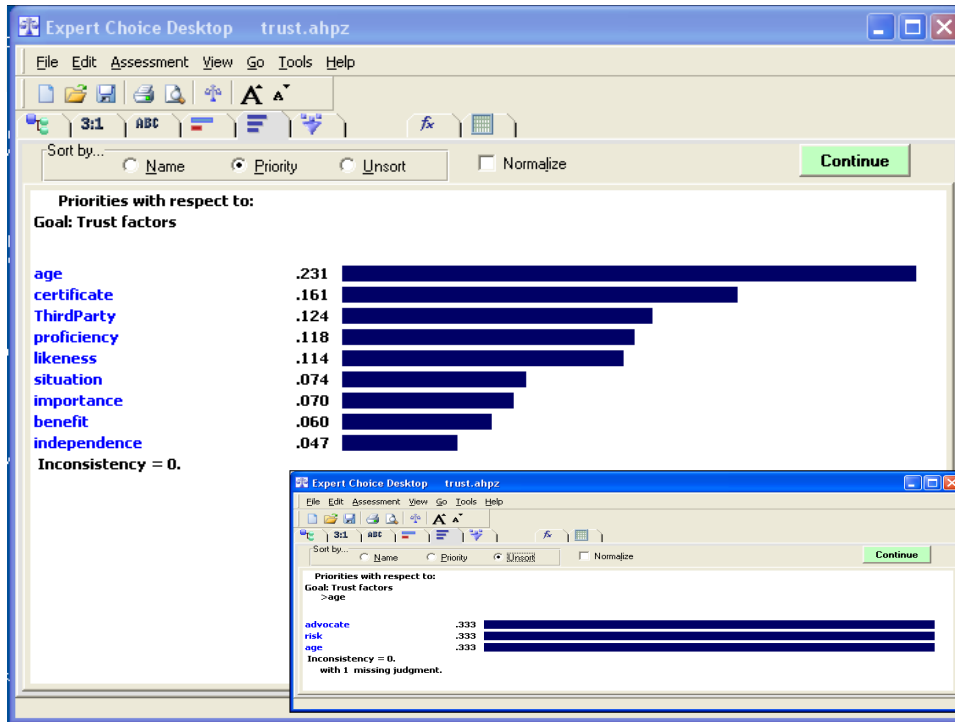 Expert Choice Desktop trust.ahpz
File Edit Assessment View Go Tools Help
A A
3:1 ABC fx
Sort by...
Name Priority Unsort Normalize Continue
Priorities with respect to:
Goal: Trust factors
age .231
certificate .161
ThirdParty .124
proficiency .118
likeness .114
situation .074
importance .070
benefit .060
independence .047
Inconsistency = 0.
Expert Choice Desktop trust.ahpz
File Edit Assessment View Go Tools Help
A A
3:1 ABC fx
Sort by...
Name Priority Unsort Normalize Continue
Priorities with respect to:
Goal: Trust factors
>age
advocate .333
risk .333
age .333
Inconsistency = 0.
with 1 missing judgment.